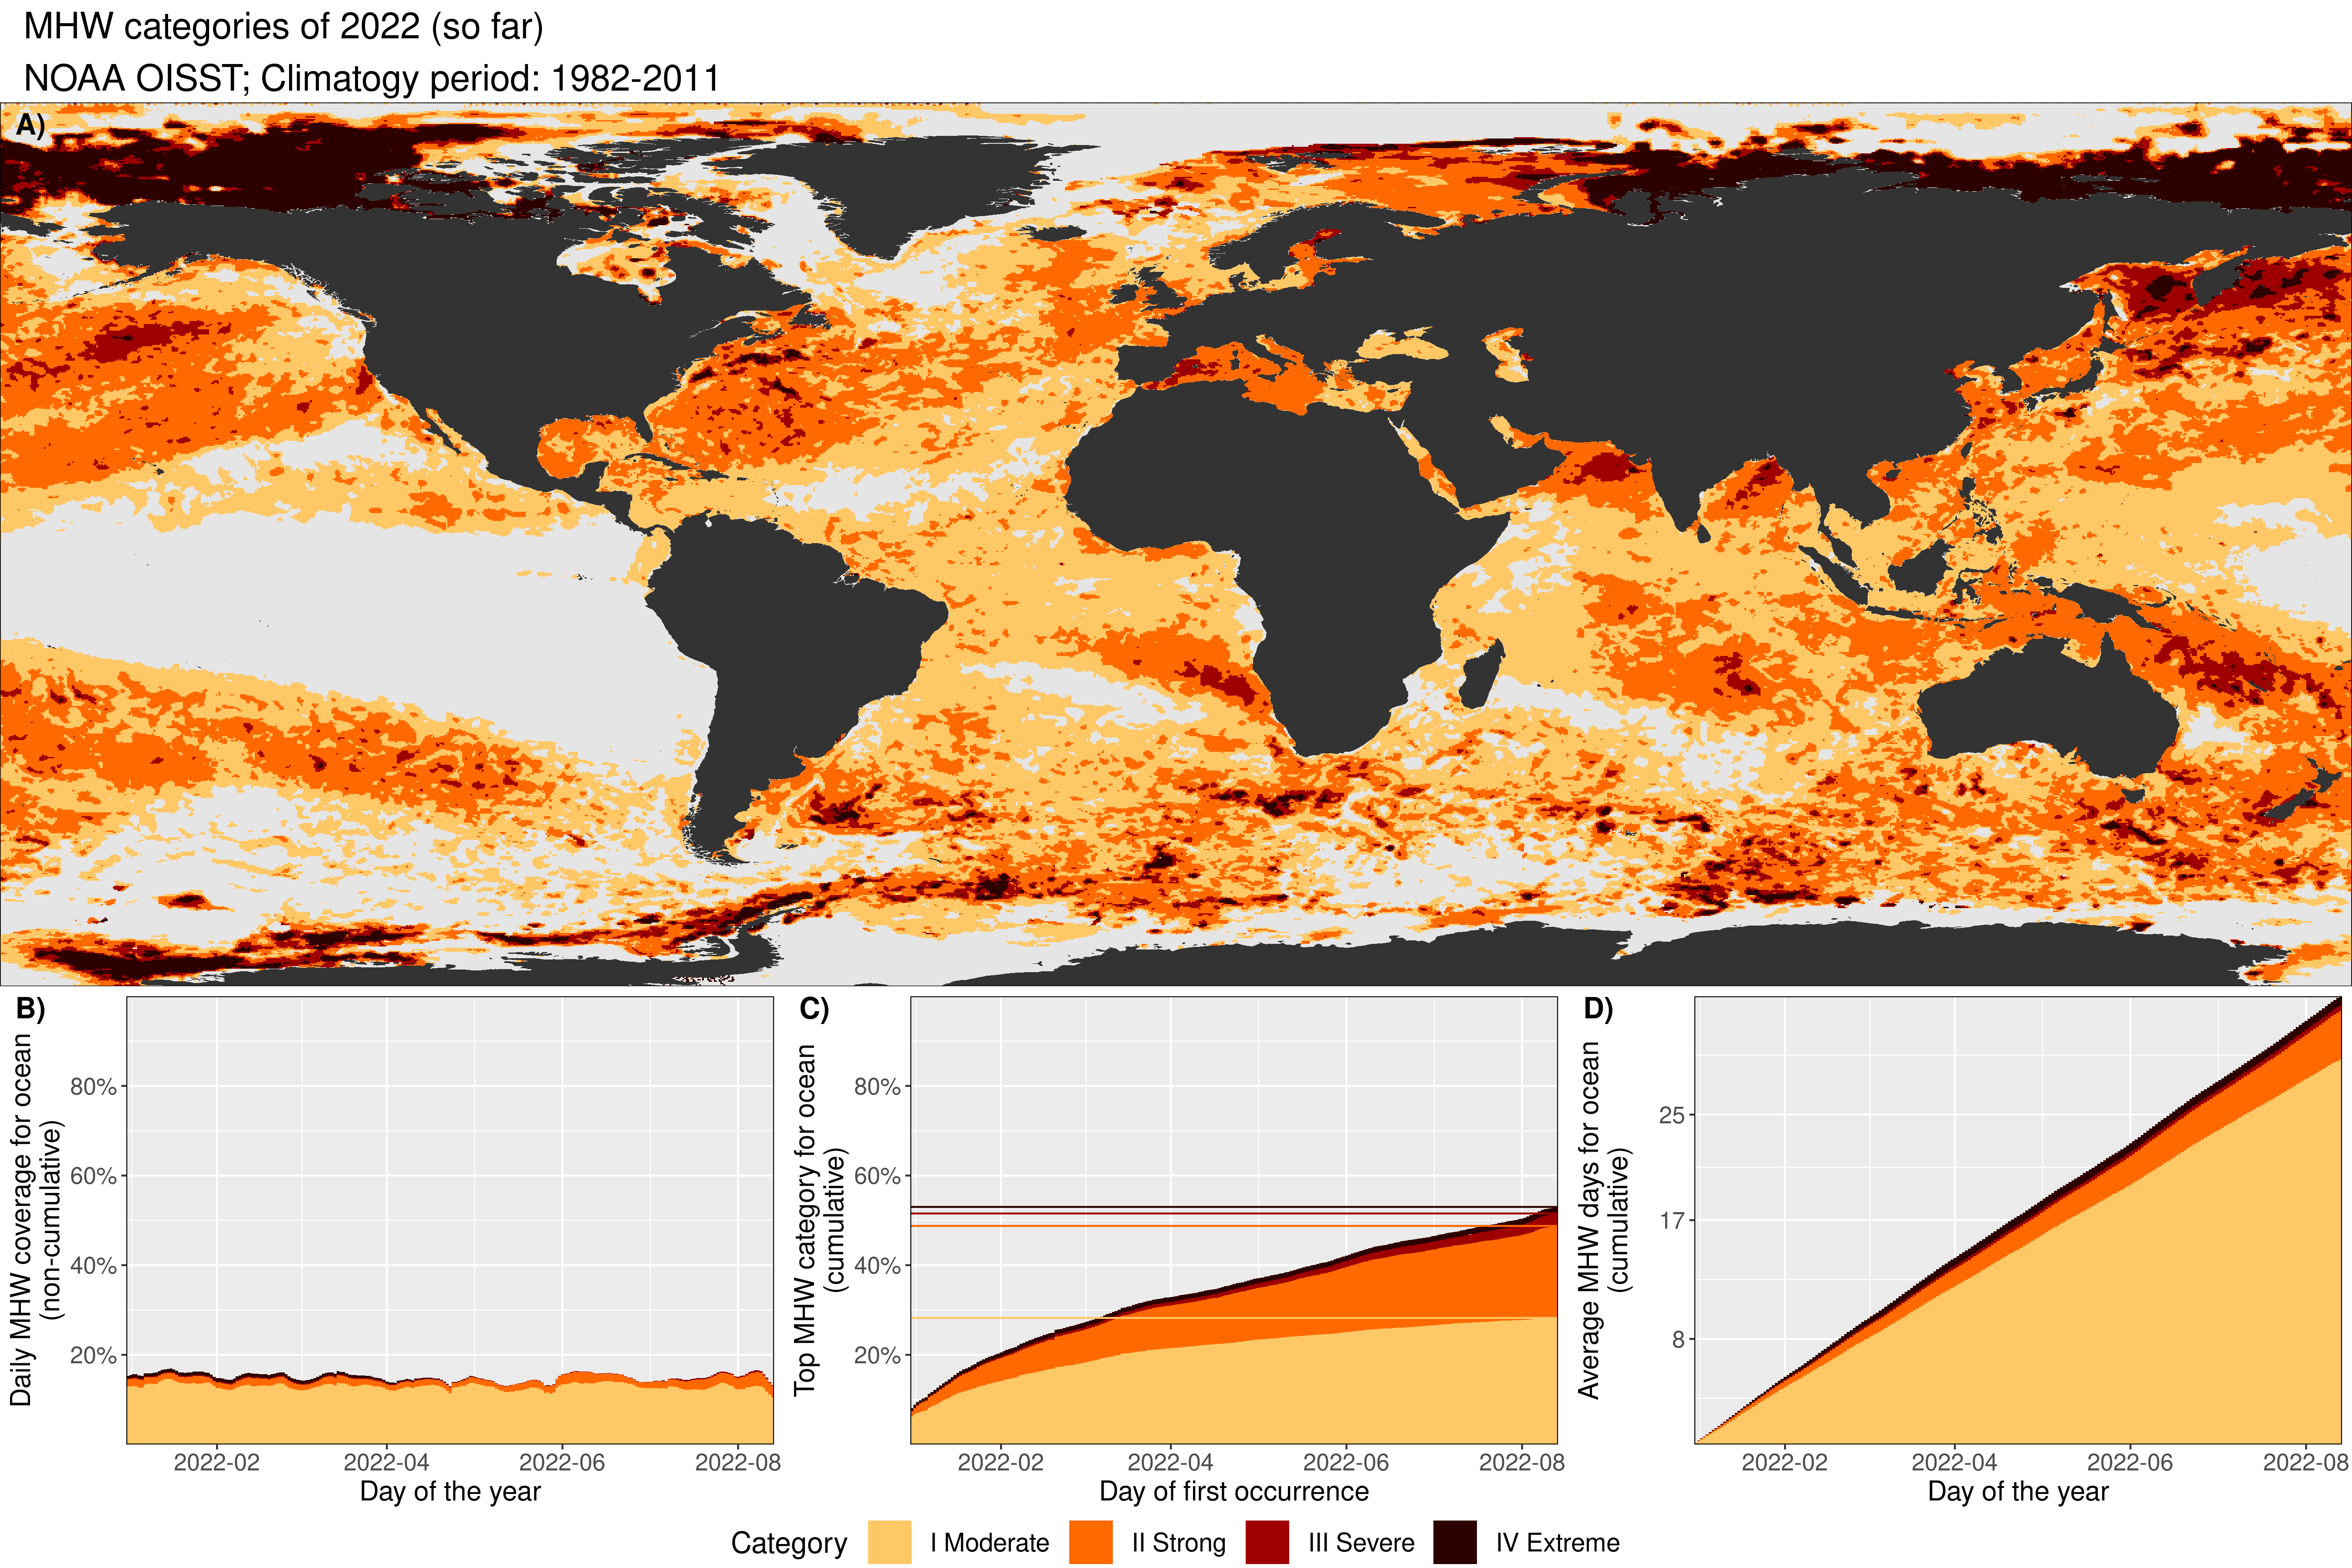 MHW categories of 2022 (so far)
NOAA OISST; Climatogy period: 1982-2011
A)
B)
Daily MHW coverage for ocean
(non-cumulative)
80%
60%
40%
20%
2022-02 2022-04 2022-06 2022-08
Day of the year
C)
Top MHW category for ocean
(cumulative)
80%
60%
40%
20%
2022-02 2022-04 2022-06 2022-08
Day of first occurrence
D)
Average MHW days for ocean
(cumulative)
25
17
8
2022-02 2022-04 2022-06 2022-08
Day of the year
Category I Moderate II Strong III Severe IV Extreme